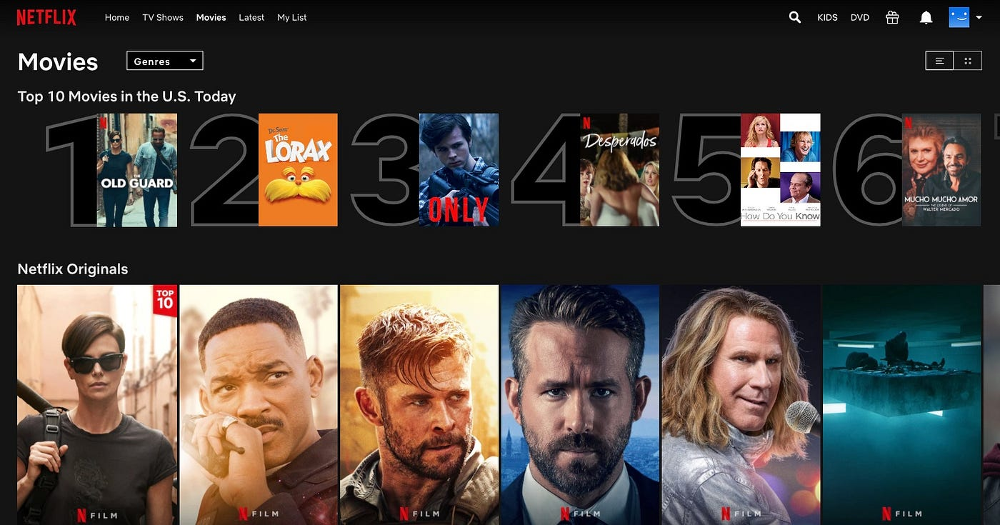 NETFLIX
Home TV Shows Movies Latest My List
KIDS DVD
Movies
Genres
Top 10 Movies in the U.S. Today
1 2 3 4 5 6
N
THE
OLD GUARD
Dr. Seuss'
The
LORAX
ONLY
N
Desperados
How Do You Know
N
MUCHO MUCHO AMOR
THE LEGEND OF
WALTER MERCADO
Netflix Originals
TOP
10
N FILM
N FILM
N FILM
N FILM
N FILM
N FILM